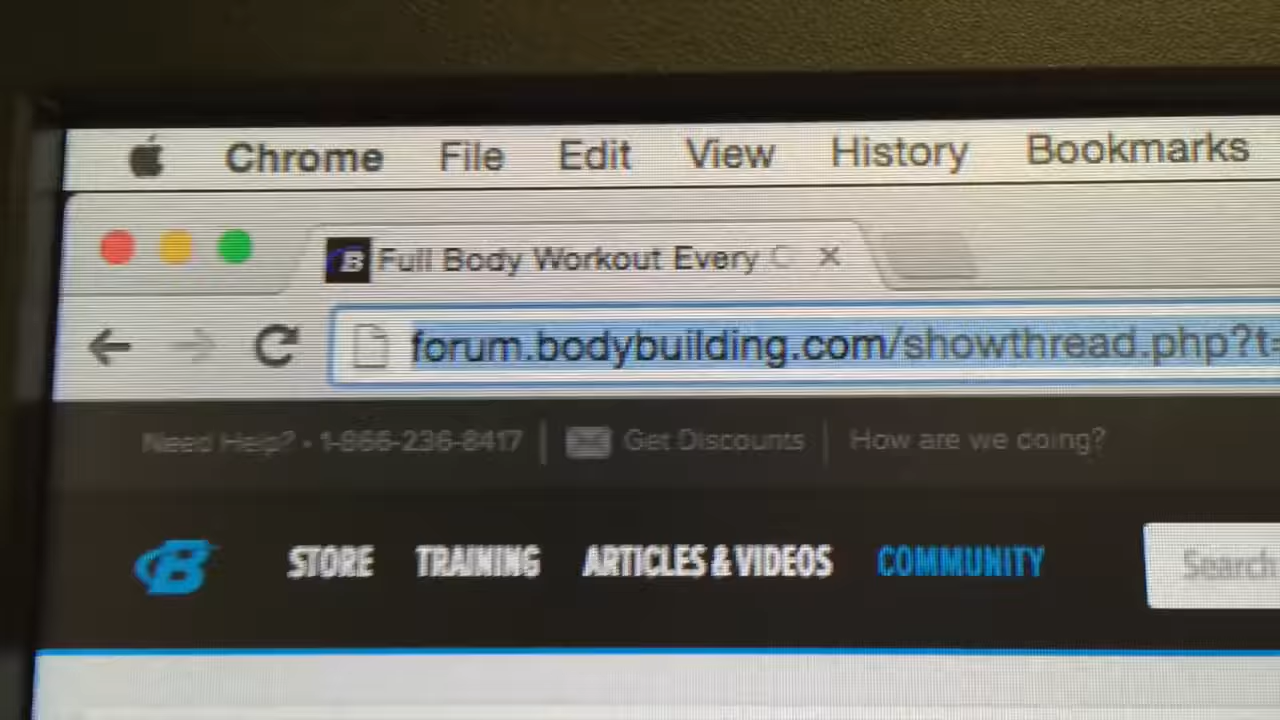 Chrome File Edit View History Bookmarks
B Full Body Workout Every
forum.bodybuilding.com/showthread.php?t=
Need Help? • 1-866-236-8417 | Get Discounts | How are we doing?
B STORE TRAINING ARTICLES & VIDEOS COMMUNITY Search